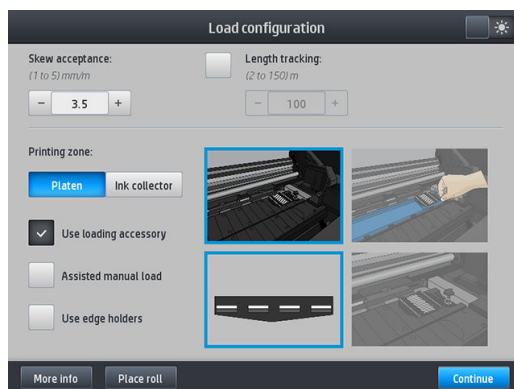 Load configuration
Skew acceptance:
(1 to 5) mm/m
- 3.5 +
Length tracking:
(2 to 150) m
- 100 +
Printing zone:
Platen Ink collector
Use loading accessory
Assisted manual load
Use edge holders
More info Place roll Continue